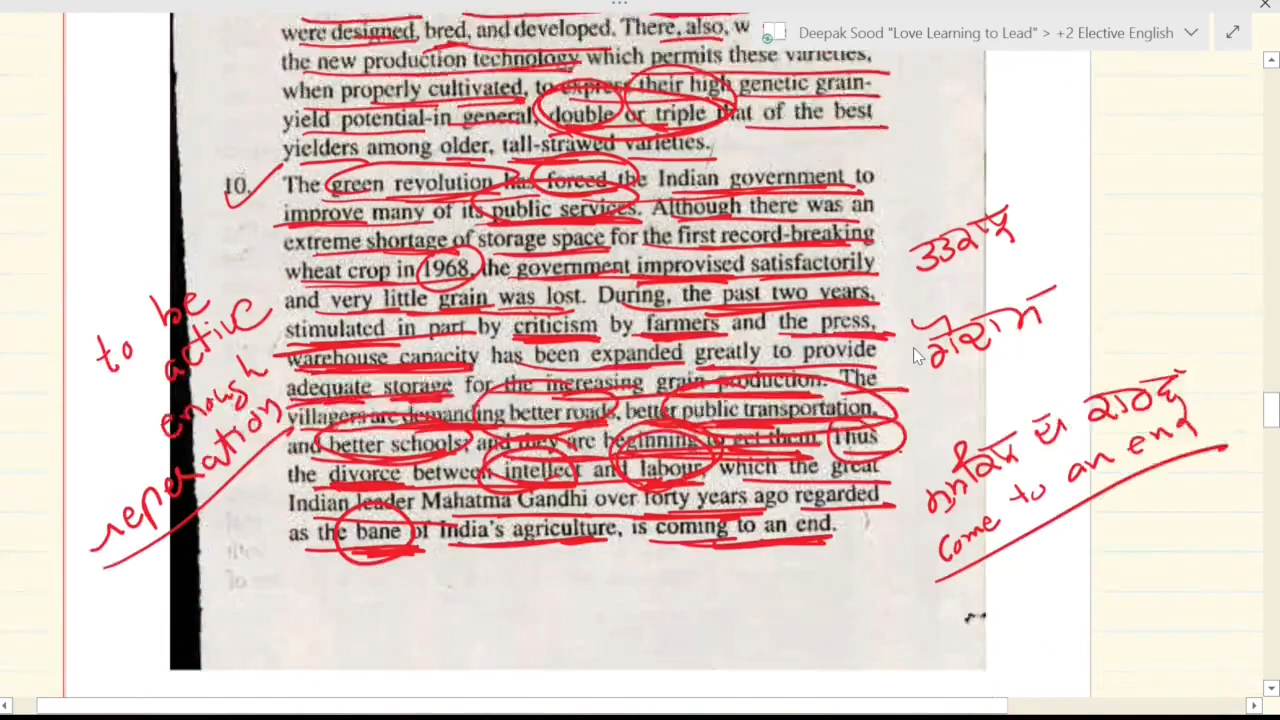 Deepak Sood "Love Learning to Lead" > +2 Elective English
were designed, bred, and developed. There, also, w
the new production technology which permits these varieties,
when properly cultivated, to express their high genetic grain-
yield potential-in general, double or triple that of the best
yielders among older, tall-strawed varieties.
10. The green revolution has forced the Indian government to
improve many of its public services. Although there was an
extreme shortage of storage space for the first record-breaking
wheat crop in 1968, the government improvised satisfactorily
and very little grain was lost. During, the past two years,
stimulated in part by criticism by farmers and the press,
warehouse capacity has been expanded greatly to provide
adequate storage for the increasing grain production. The
villagers are demanding better roads, better public transportation,
and better schools; and they are beginning to get them. Thus
the divorce between intellect and labour, which the great
Indian leader Mahatma Gandhi over forty years ago regarded
as the bane of India's agriculture, is coming to an end.
to be
active
enough
reperation
come to an end